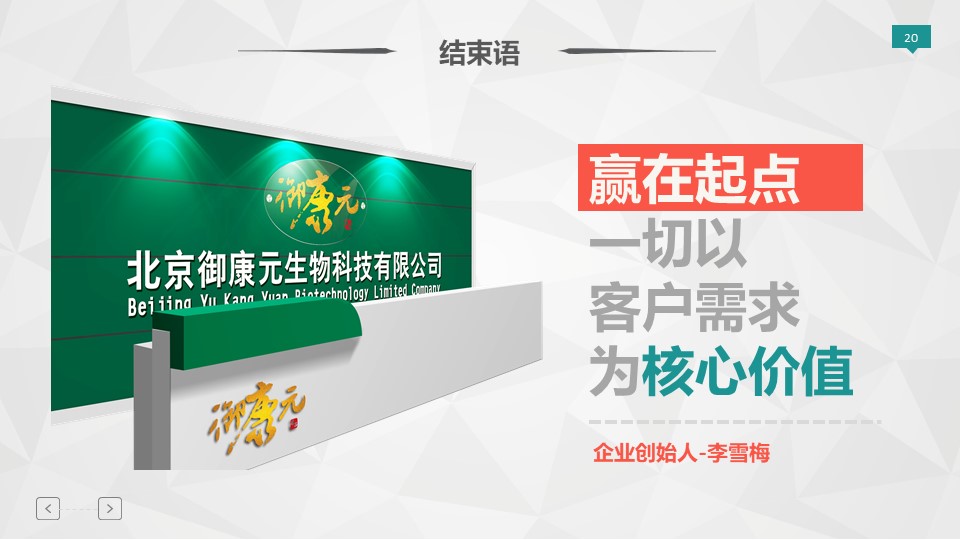 结束语
20
御康元
北京御康元生物科技有限公司
Beijing Yu Kang Yuan Biotechnology Limited Company
御康元
赢在起点
一切以
客户需求
为核心价值
企业创始人-李雪梅